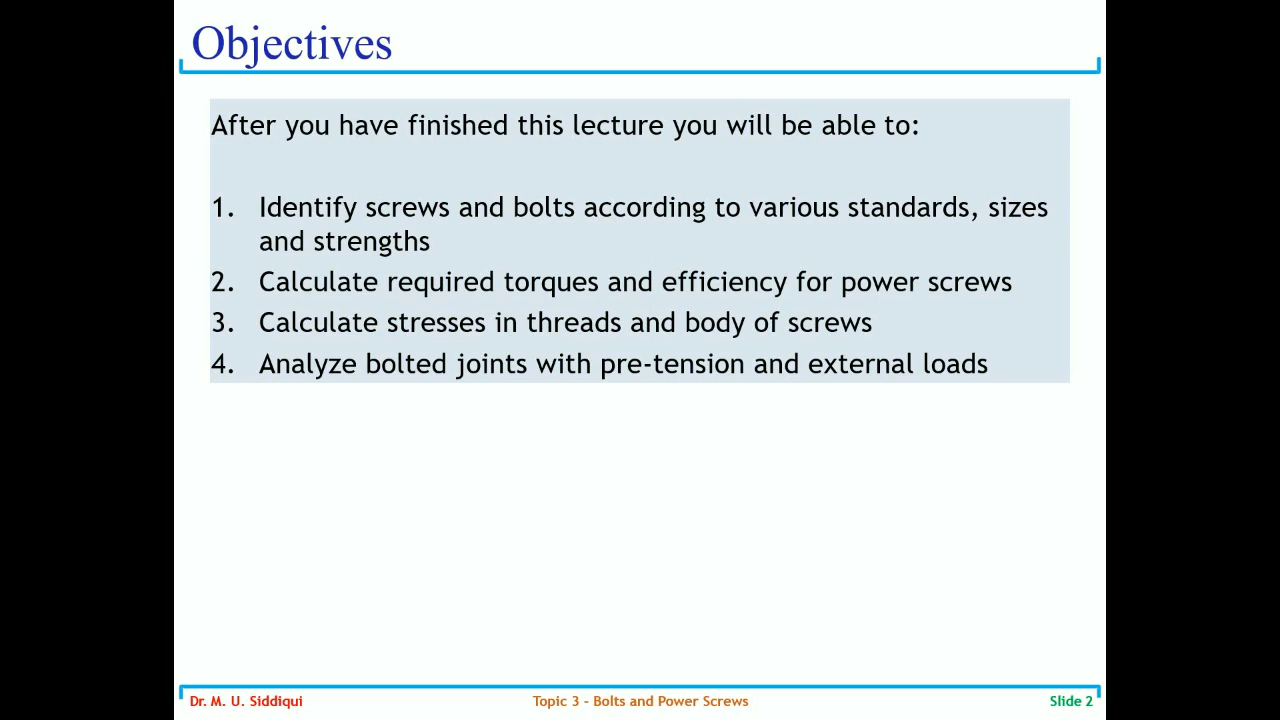 Objectives
After you have finished this lecture you will be able to:
1. Identify screws and bolts according to various standards, sizes
and strengths
2. Calculate required torques and efficiency for power screws
3. Calculate stresses in threads and body of screws
4. Analyze bolted joints with pre-tension and external loads
Dr. M. U. Siddiqui
Topic 3 - Bolts and Power Screws
Slide 2